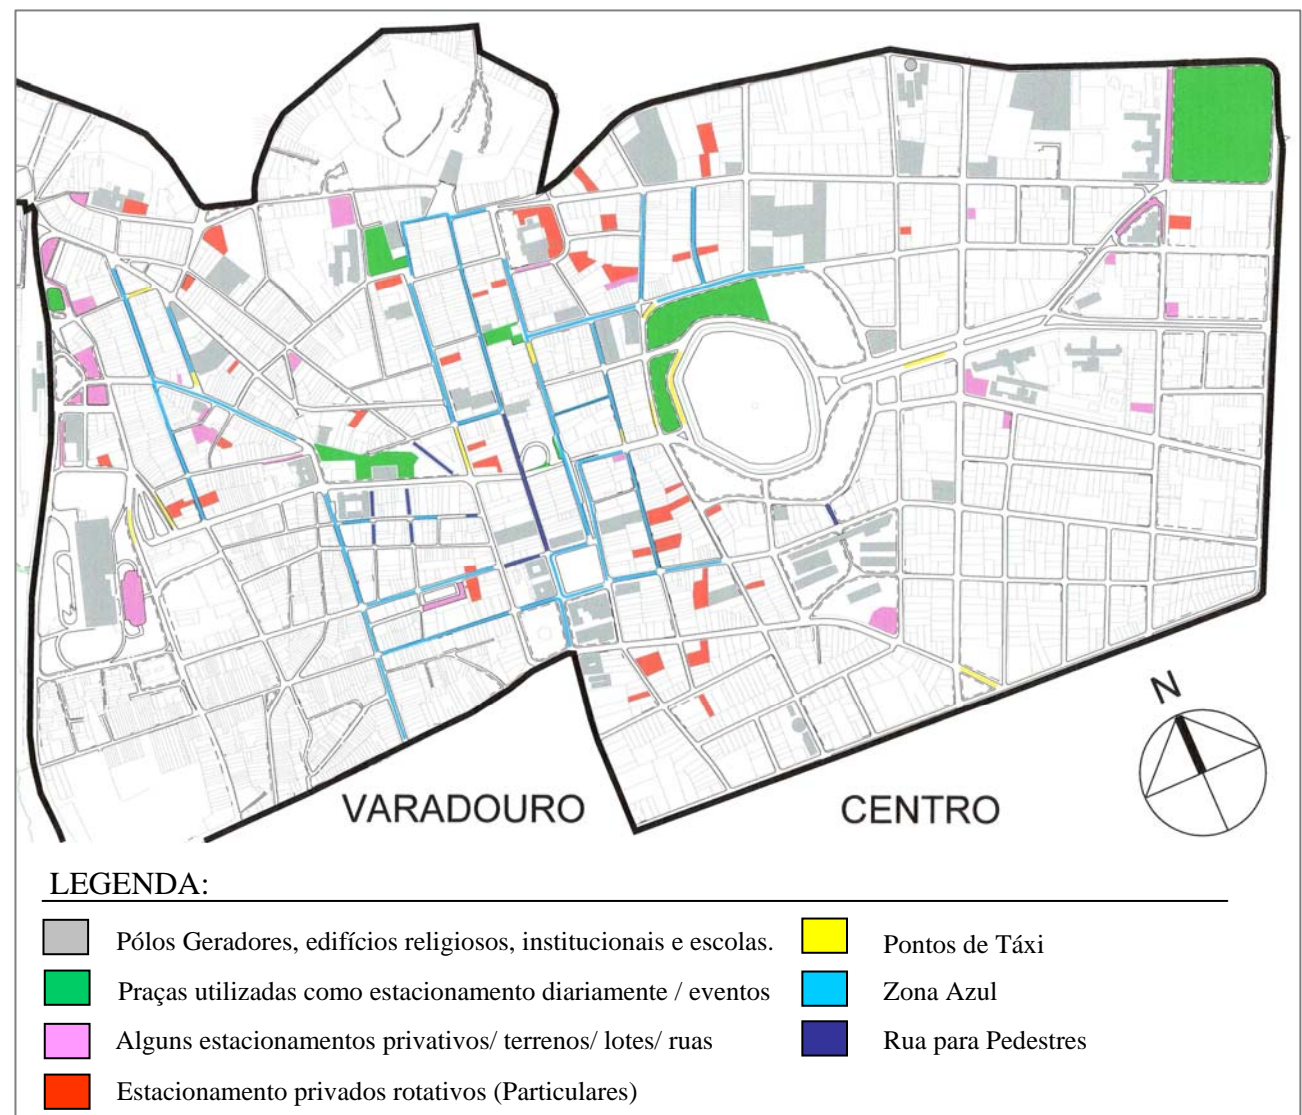 N
VARADOURO
CENTRO
LEGENDA:
Pólos Geradores, edifícios religiosos, institucionais e escolas.
Praças utilizadas como estacionamento diariamente / eventos
Alguns estacionamentos privativos/ terrenos/ lotes/ ruas
Estacionamento privados rotativos (Particulares)
Pontos de Táxi
Zona Azul
Rua para Pedestres